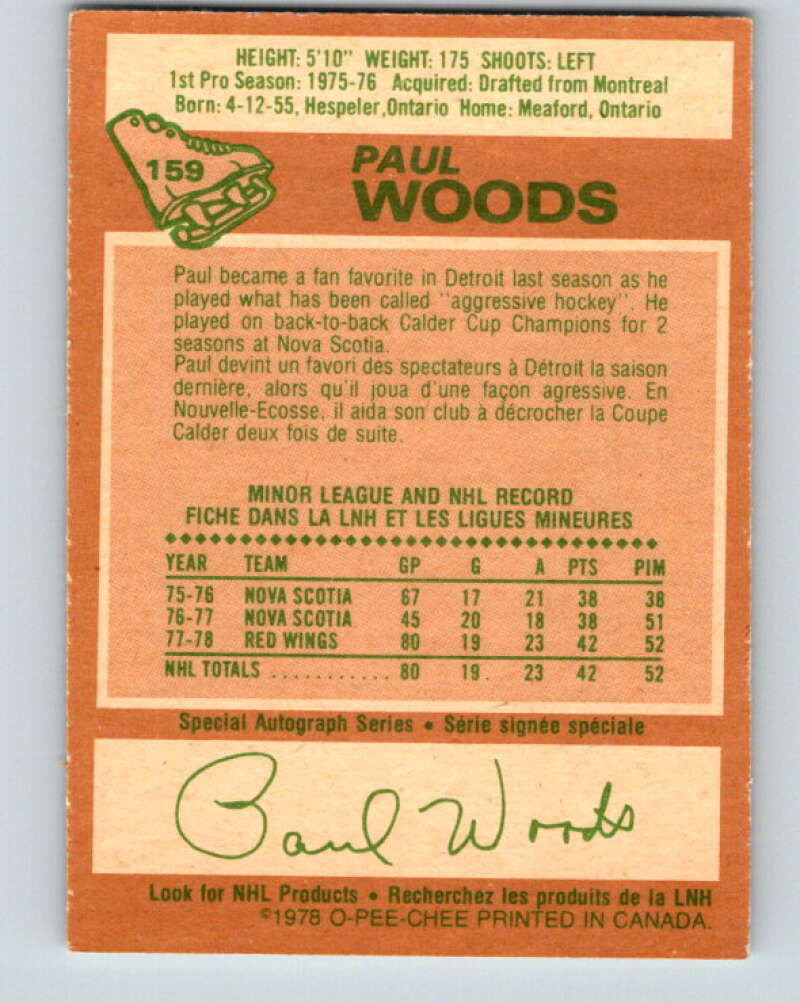 HEIGHT: 5'10" WEIGHT: 175 SHOOTS: LEFT
1st Pro Season: 1975-76 Acquired: Drafted from Montreal
Born: 4-12-55, Hespeler, Ontario Home: Meaford, Ontario
159
PAUL
WOODS
Paul became a fan favorite in Detroit last season as he
played what has been called "aggressive hockey". He
played on back-to-back Calder Cup Champions for 2
seasons at Nova Scotia.
Paul devint un favori des spectateurs à Détroit la saison
dernière, alors qu'il joua d'une façon agressive. En
Nouvelle-Ecosse, il aida son club à décrocher la Coupe
Calder deux fois de suite.
MINOR LEAGUE AND NHL RECORD
FICHE DANS LA LNH ET LES LIGUES MINEURES
YEAR TEAM GP G A PTS PIM
75-76 NOVA SCOTIA 67 17 21 38 38
76-77 NOVA SCOTIA 45 20 18 38 51
77-78 RED WINGS 80 19 23 42 52
NHL TOTALS ............ 80 19 23 42 52
Special Autograph Series • Série signée spéciale
Paul Woods
Look for NHL Products • Recherchez les produits de la LNH
©1978 O-PEE-CHEE PRINTED IN CANADA.